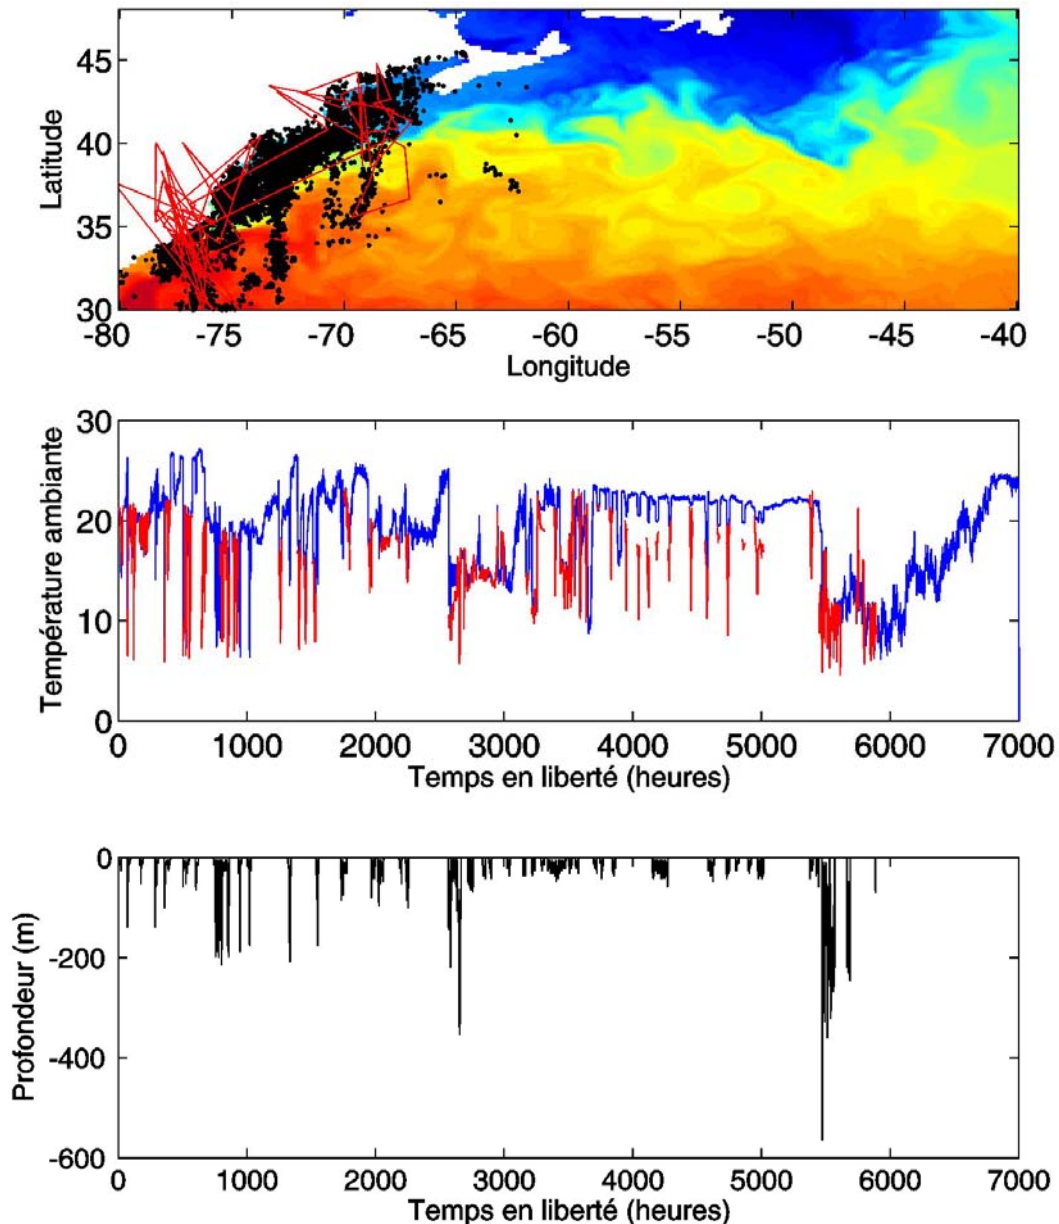 Latitude
45
40
35
30
-80 -75 -70 -65 -60 -55 -50 -45 -40
Longitude
Température ambiante
30
20
10
0
0 1000 2000 3000 4000 5000 6000 7000
Temps en liberté (heures)
Profondeur (m)
0
-200
-400
-600
0 1000 2000 3000 4000 5000 6000 7000
Temps en liberté (heures)